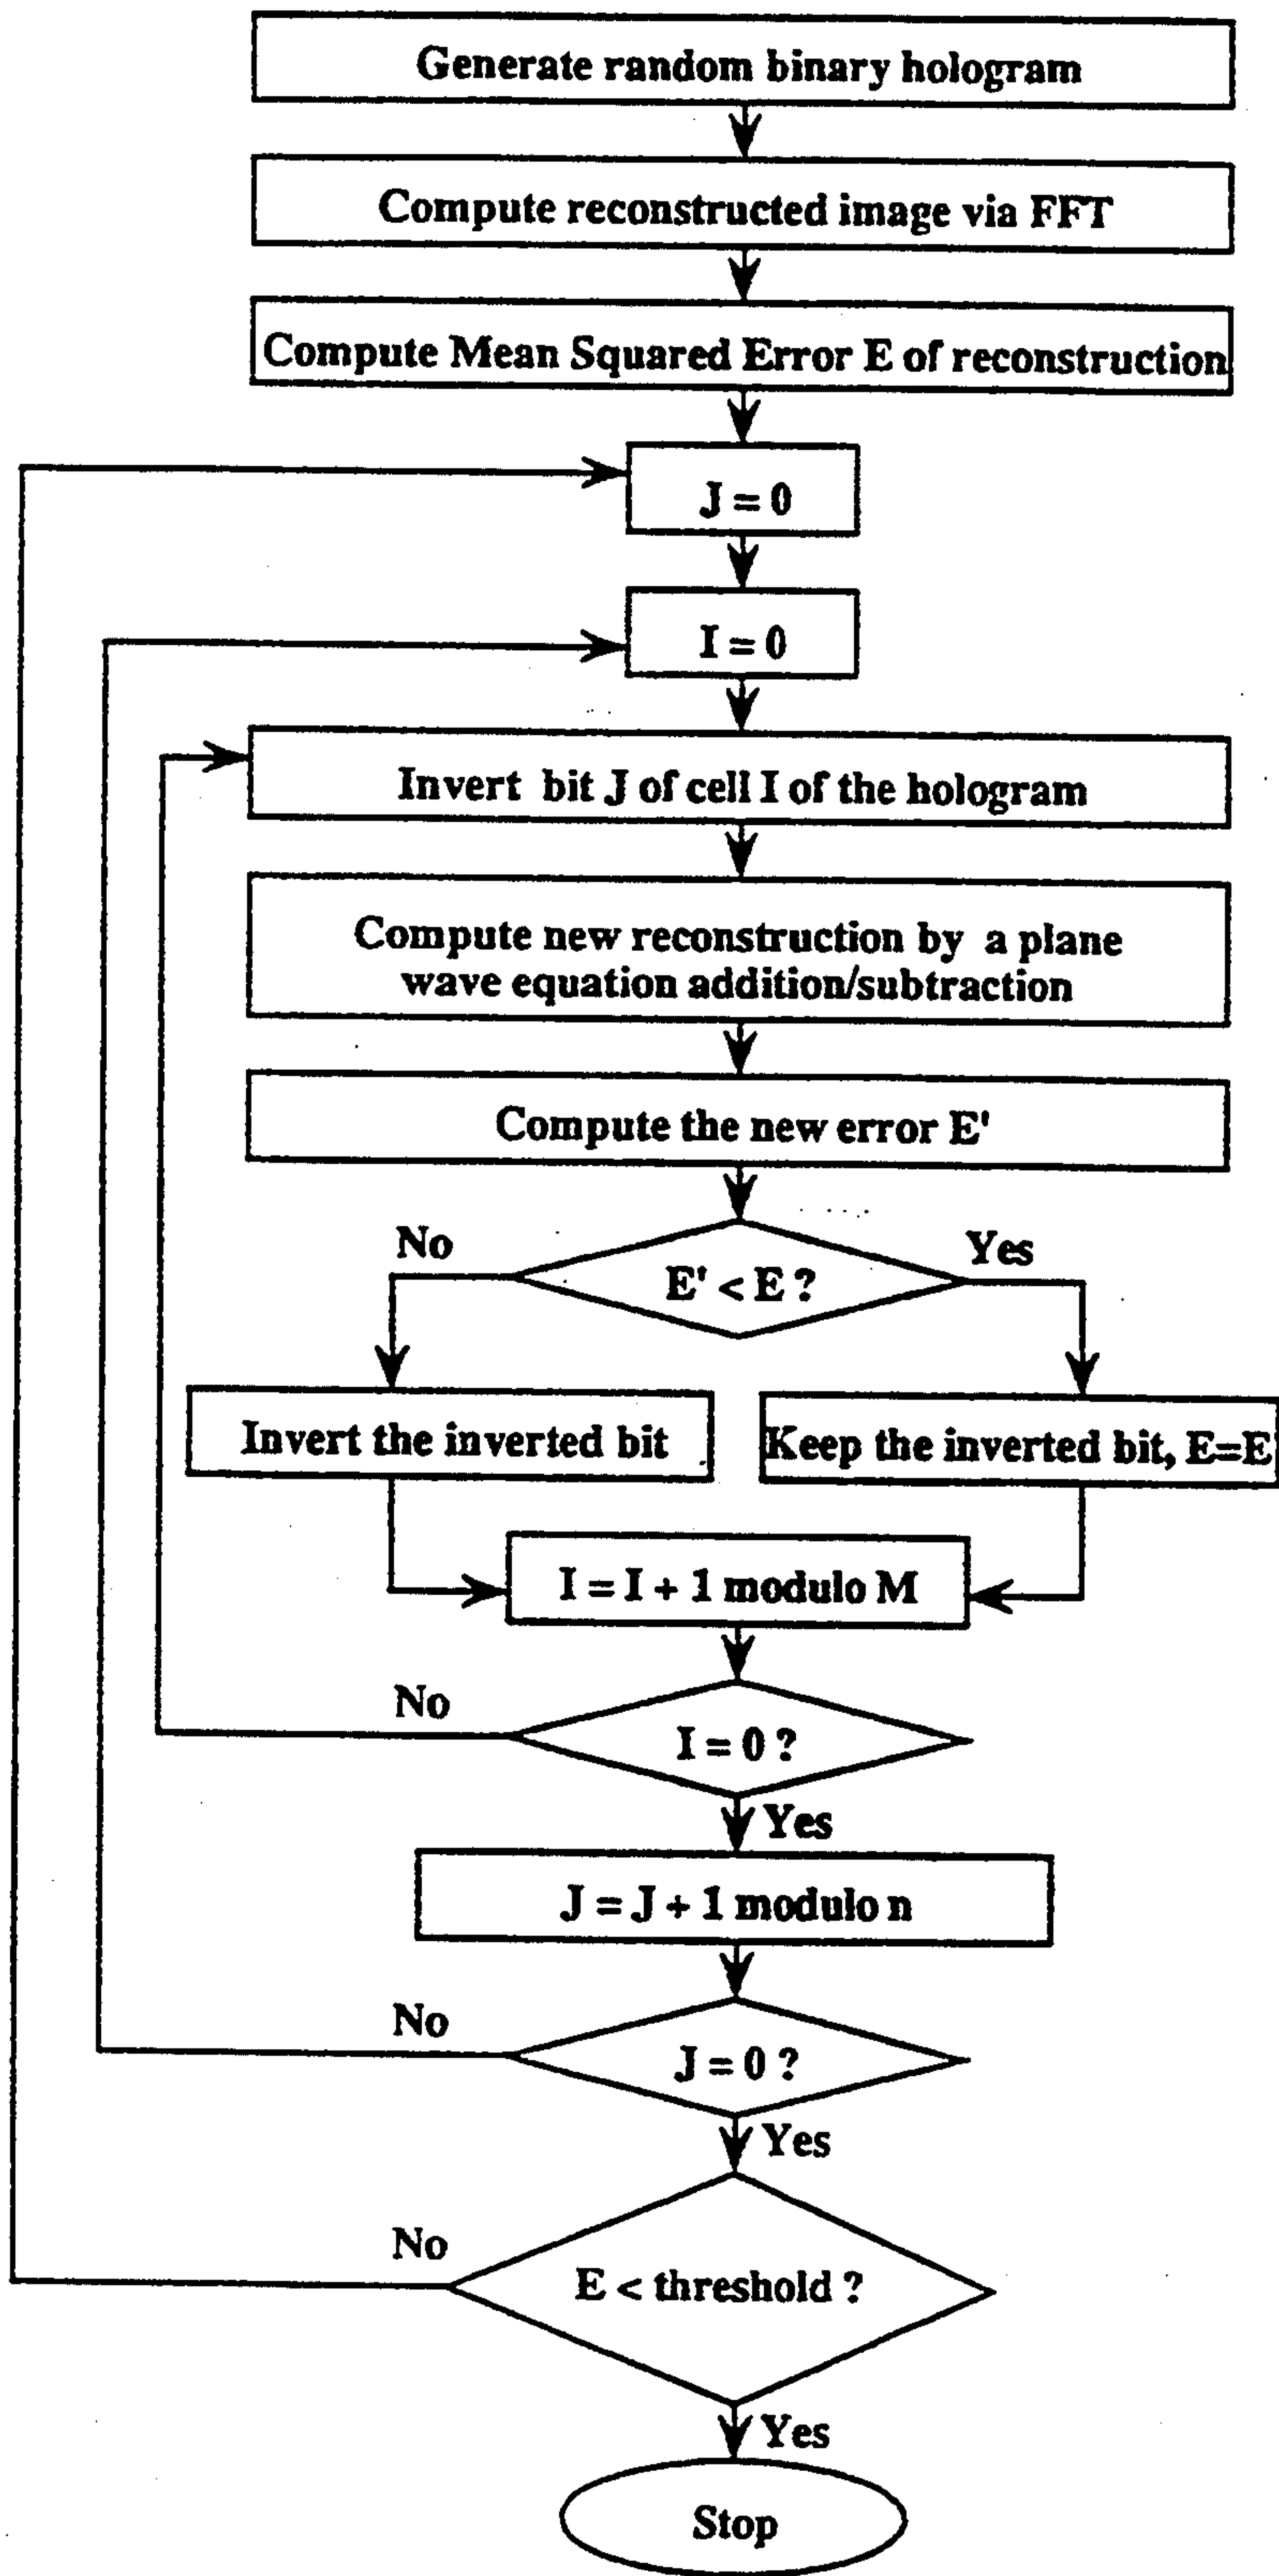 Generate random binary hologram
Compute reconstructed image via FFT
Compute Mean Squared Error E of reconstruction
J = 0
I = 0
Invert bit J of cell I of the hologram
Compute new reconstruction by a plane
wave equation addition/subtraction
Compute the new error E'
No
Yes
E' < E ?
Invert the inverted bit
Keep the inverted bit, E=E'
I = I + 1 modulo M
No
I = 0 ?
Yes
J = J + 1 modulo n
No
J = 0 ?
Yes
No
E < threshold ?
Yes
Stop